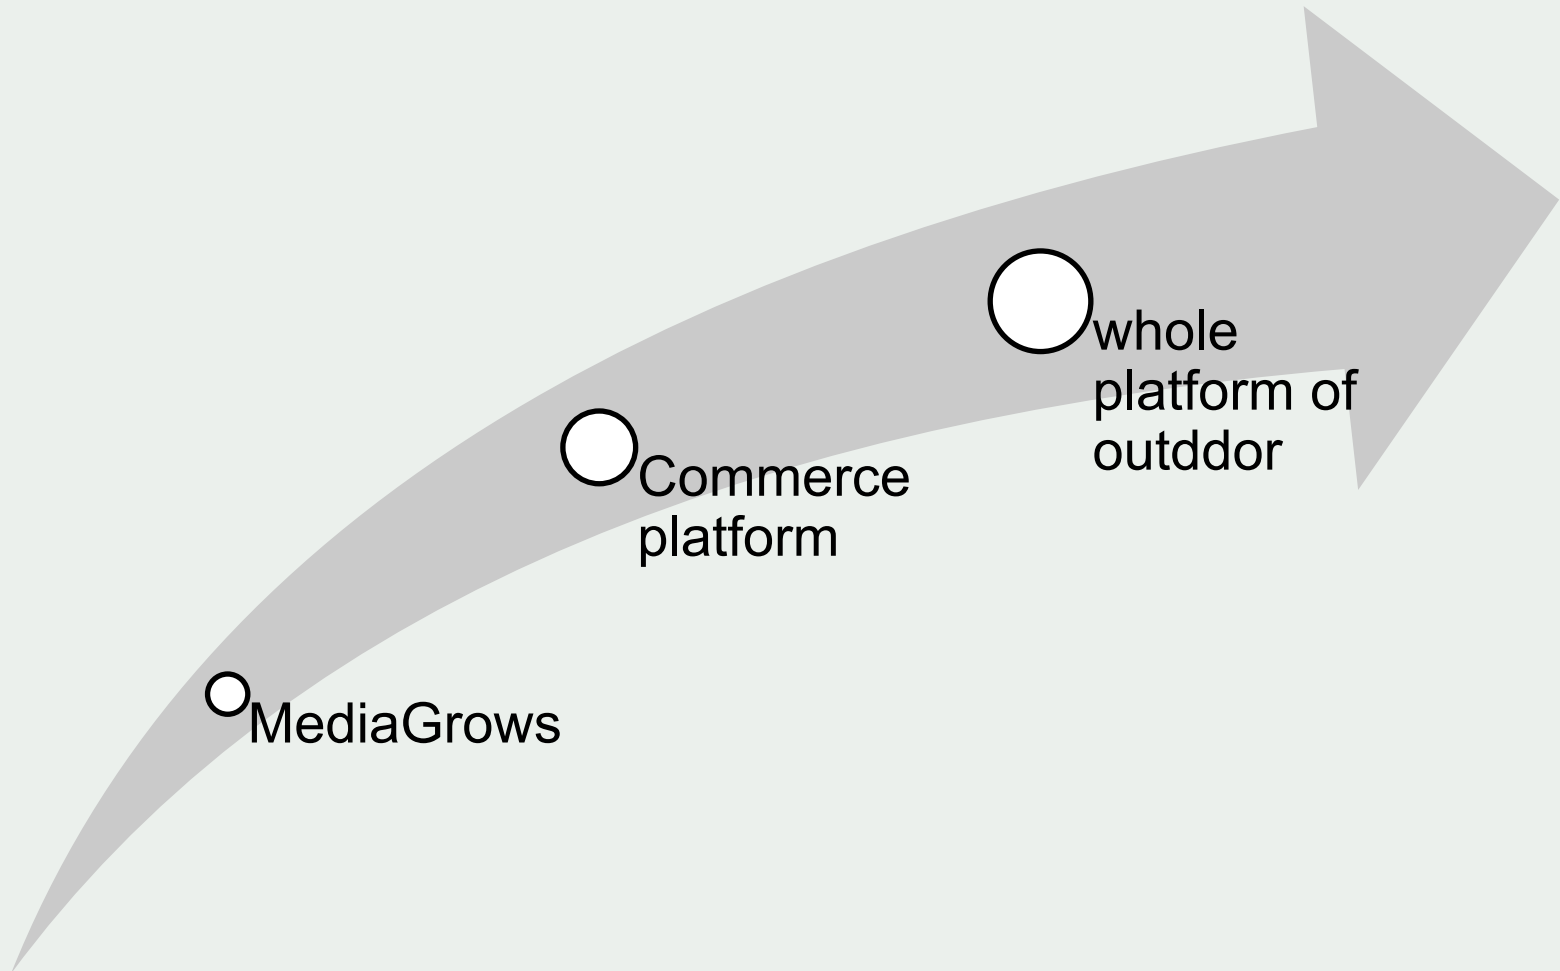 whole
platform of
outddor
Commerce
platform
MediaGrows